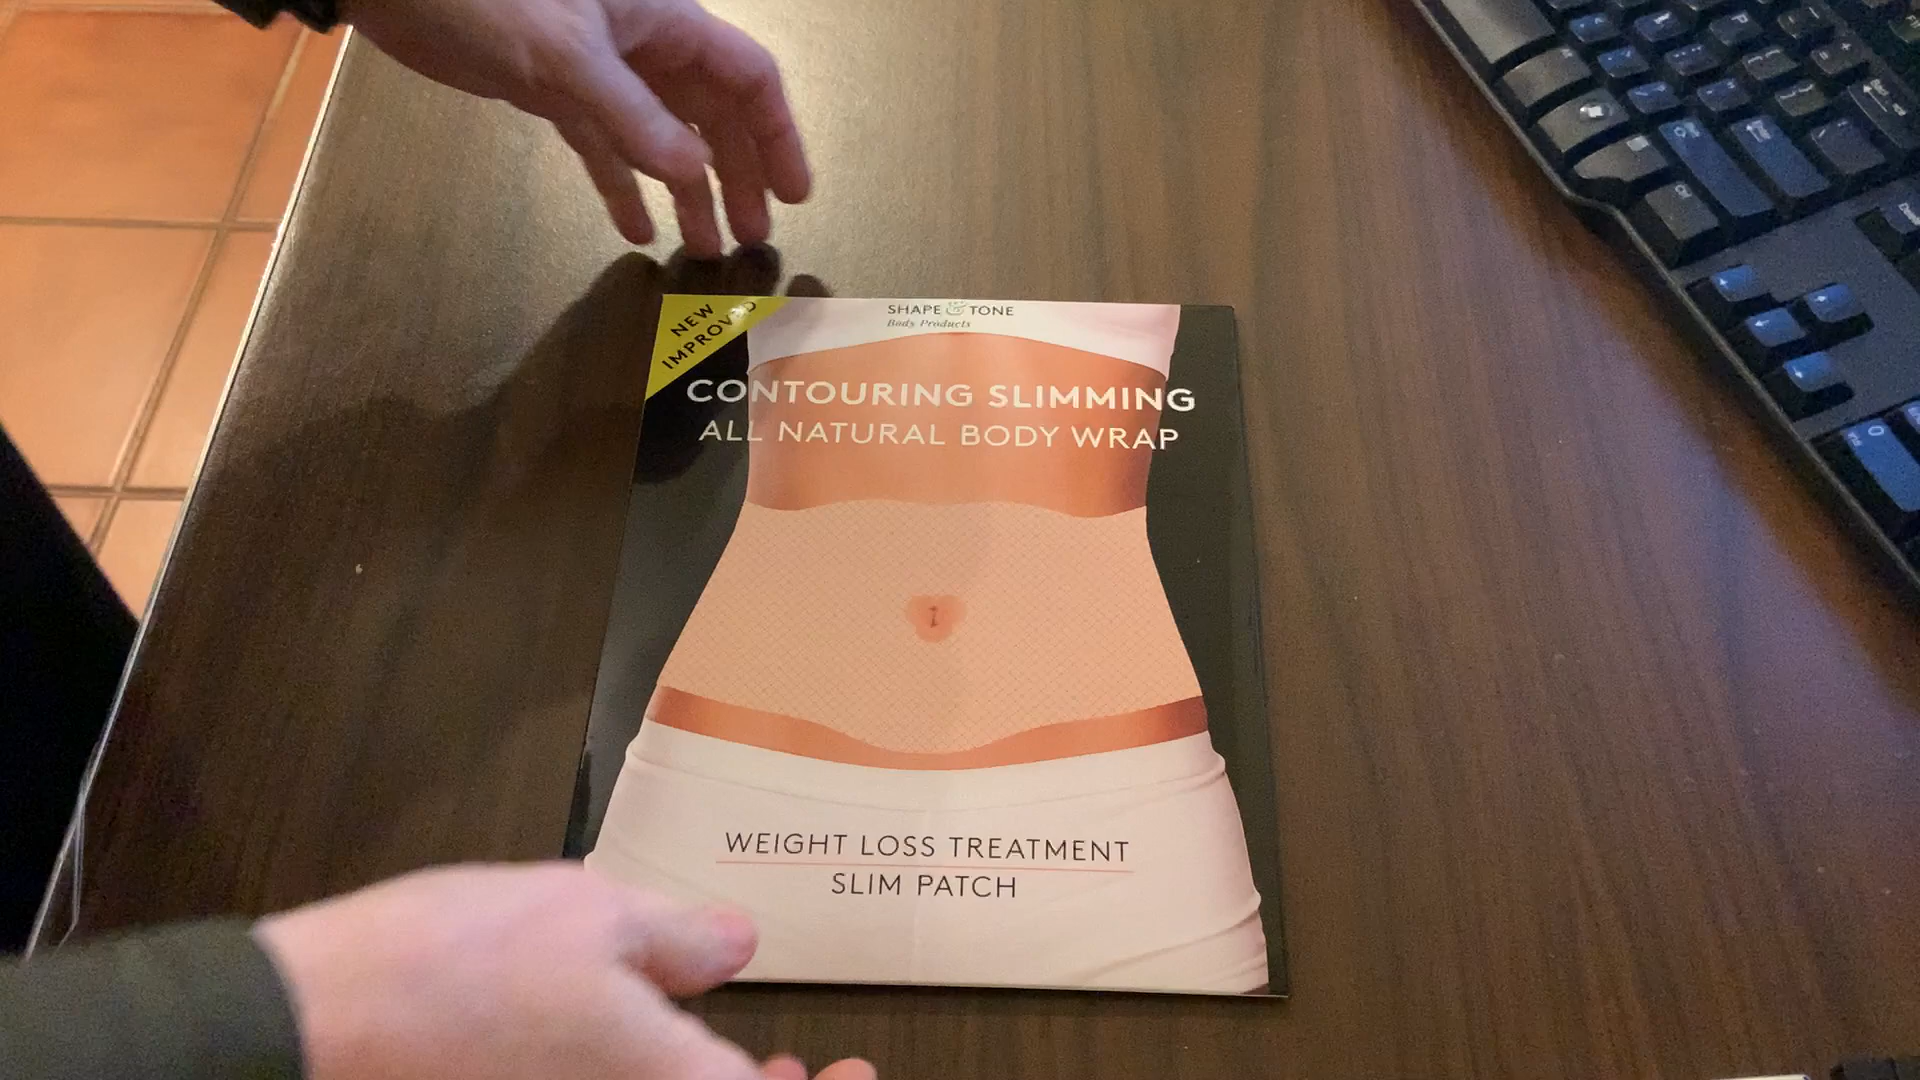 NEW
IMPROVED
SHAPE & TONE
Body Products
CONTOURING SLIMMING
ALL NATURAL BODY WRAP
WEIGHT LOSS TREATMENT
SLIM PATCH